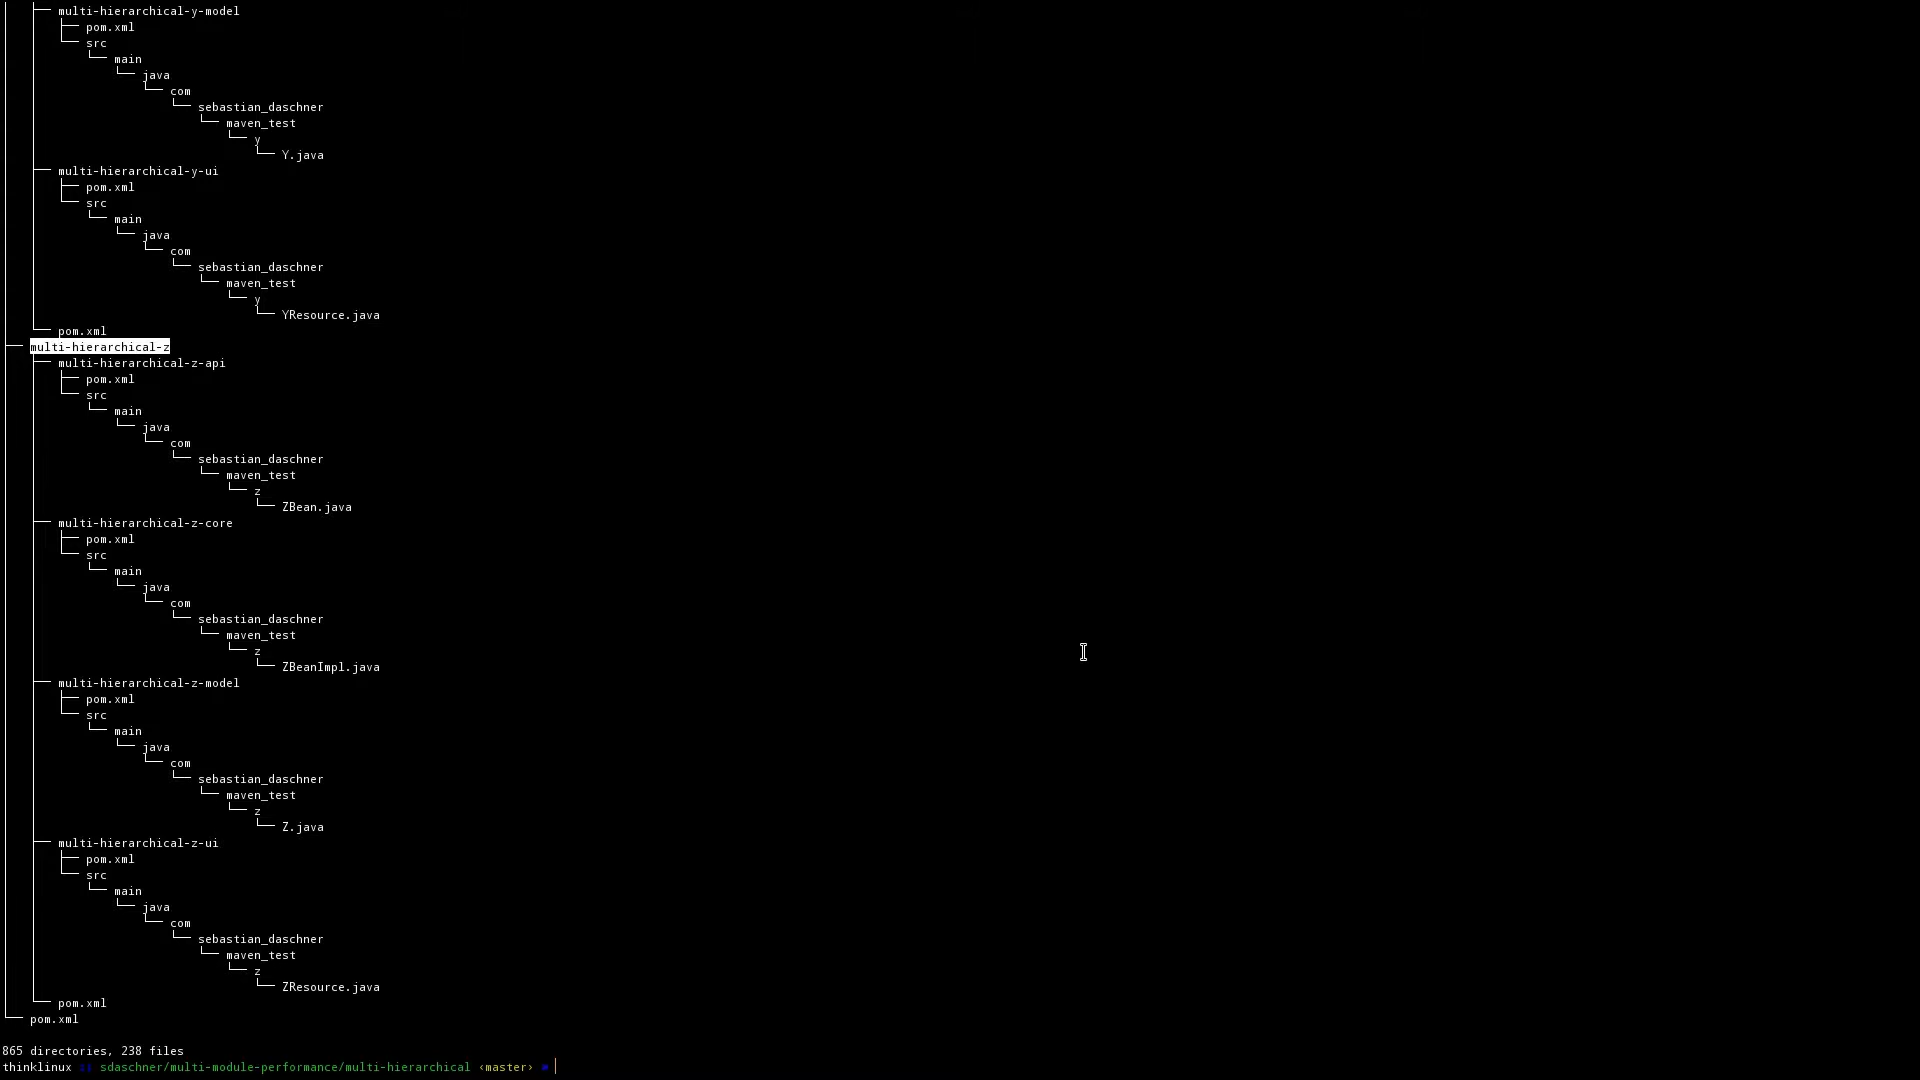 ├── multi-hierarchical-y-model
├── pom.xml
└── src
└── main
└── java
└── com
└── sebastian_daschner
└── maven_test
└── y
└── Y.java
├── multi-hierarchical-y-ui
├── pom.xml
└── src
└── main
└── java
└── com
└── sebastian_daschner
└── maven_test
└── y
└── YResource.java
└── pom.xml
├── multi-hierarchical-z
├── multi-hierarchical-z-api
├── pom.xml
└── src
└── main
└── java
└── com
└── sebastian_daschner
└── maven_test
└── z
└── ZBean.java
├── multi-hierarchical-z-core
├── pom.xml
└── src
└── main
└── java
└── com
└── sebastian_daschner
└── maven_test
└── z
└── ZBeanImpl.java
├── multi-hierarchical-z-model
├── pom.xml
└── src
└── main
└── java
└── com
└── sebastian_daschner
└── maven_test
└── z
└── Z.java
├── multi-hierarchical-z-ui
├── pom.xml
└── src
└── main
└── java
└── com
└── sebastian_daschner
└── maven_test
└── z
└── ZResource.java
└── pom.xml
└── pom.xml
865 directories, 238 files
thinklinux :: sdaschner/multi-module-performance/multi-hierarchical ‹master›